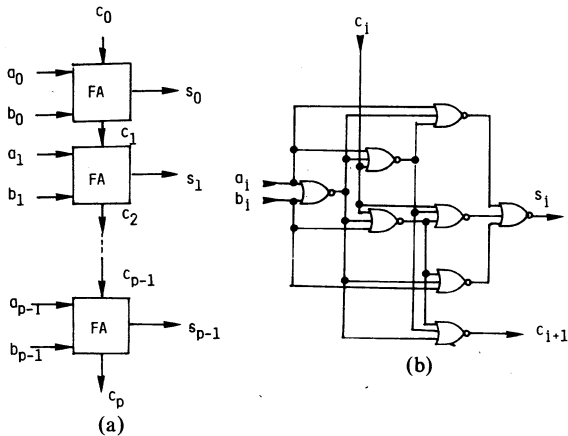 c0
a0
FA
s0
b0
c1
a1
FA
s1
b1
c2
cp-1
ap-1
FA
sp-1
bp-1
cp
(a)
ci
ai
bi
si
ci+1
(b)